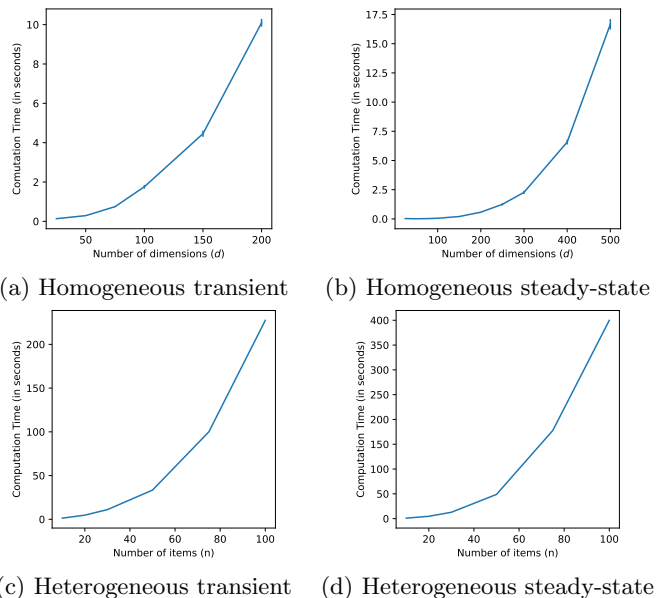 10
8
6
4
2
0
Comutation Time (in seconds)
50 100 150 200
Number of dimensions (d)
17.5
15.0
12.5
10.0
7.5
5.0
2.5
0.0
Comutation Time (in seconds)
100 200 300 400 500
Number of dimensions (d)
(a) Homogeneous transient
(b) Homogeneous steady-state
200
150
100
50
0
Computation Time (in seconds)
20 40 60 80 100
Number of items (n)
400
350
300
250
200
150
100
50
0
Computation Time (in seconds)
20 40 60 80 100
Number of items (n)
(c) Heterogeneous transient
(d) Heterogeneous steady-state